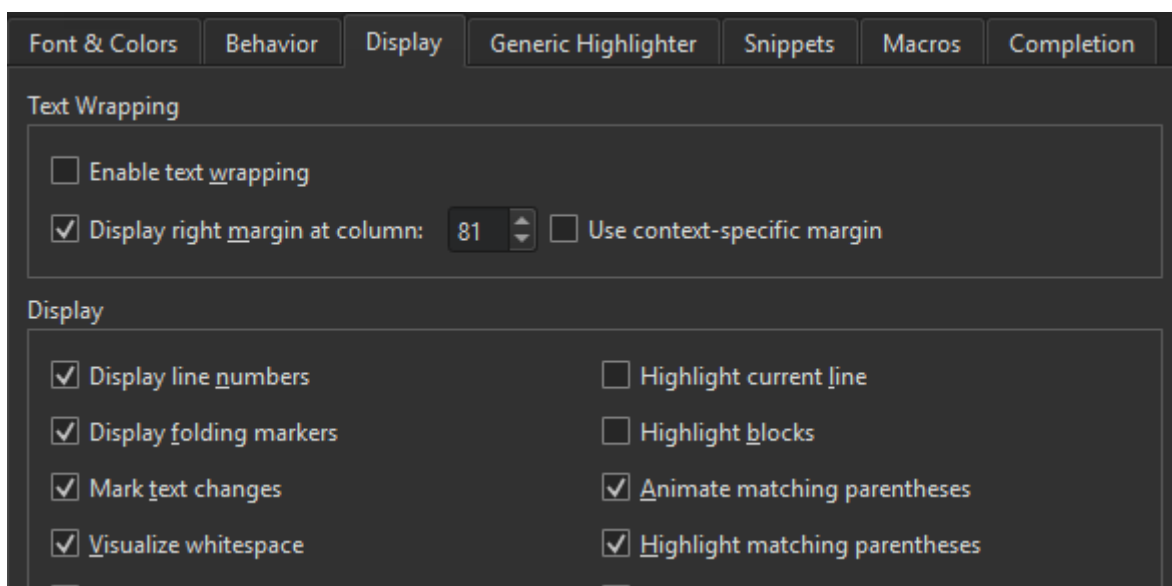 Font & Colors Behavior Display Generic Highlighter Snippets Macros Completion
Text Wrapping
Enable text wrapping
Display right margin at column: 81 Use context-specific margin
Display
Display line numbers Highlight current line
Display folding markers Highlight blocks
Mark text changes Animate matching parentheses
Visualize whitespace Highlight matching parentheses